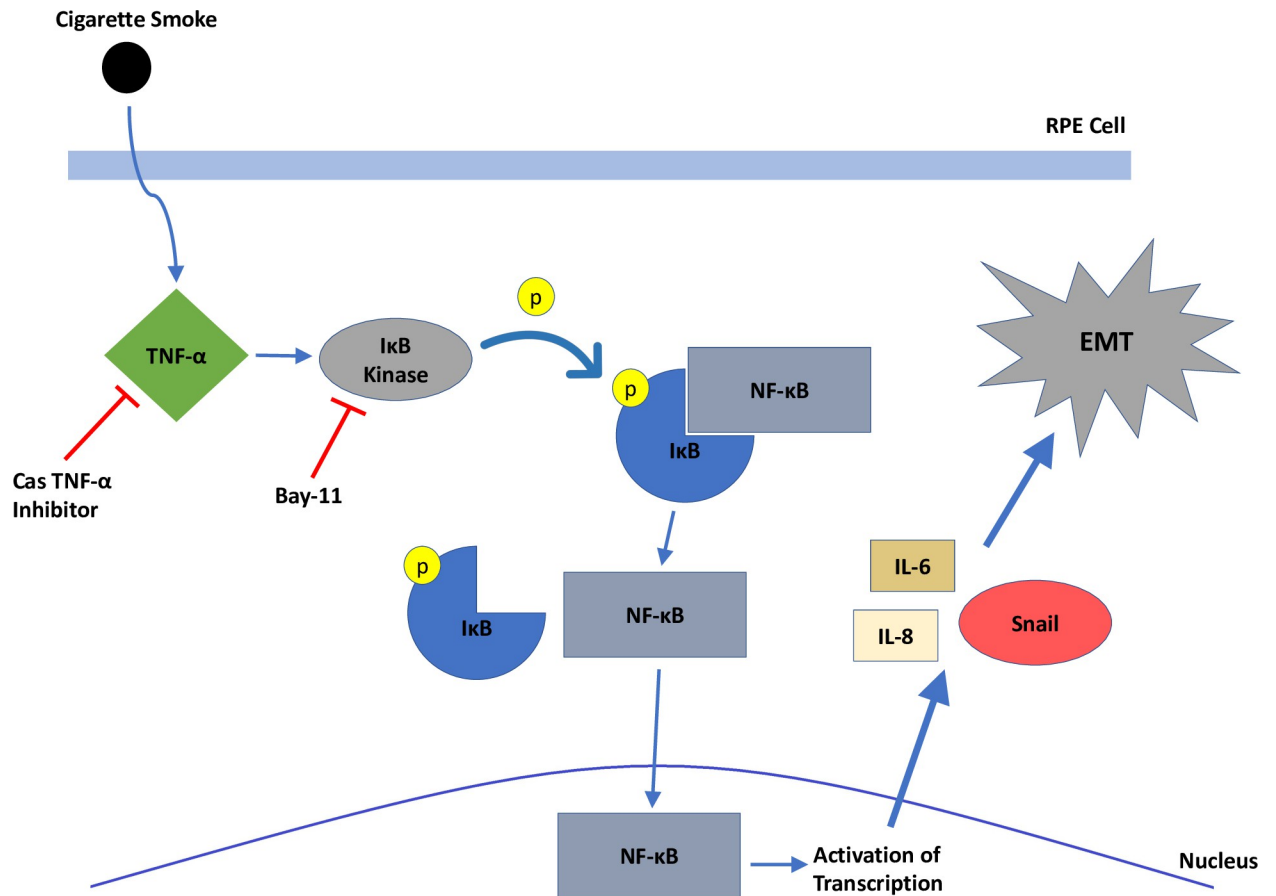 Cigarette Smoke
RPE Cell
p
TNF-α
IκB
Kinase
EMT
p
NF-κB
IκB
Cas TNF-α
Inhibitor
Bay-11
p
IκB
NF-κB
IL-6
IL-8
Snail
NF-κB
Activation of
Transcription
Nucleus